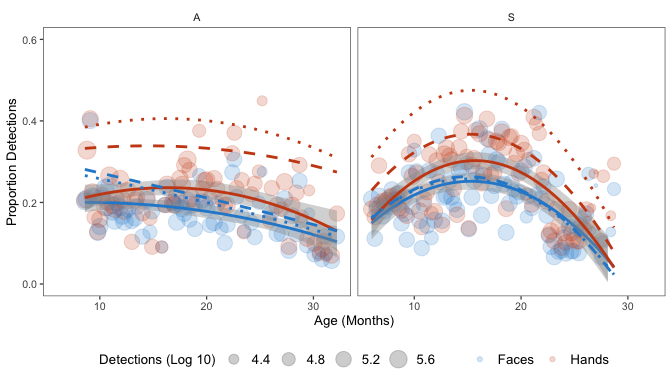 A
S
Proportion Detections
0.6
0.4
0.2
0.0
10
20
30
10
20
30
Age (Months)
Detections (Log 10) 4.4 4.8 5.2 5.6 Faces Hands